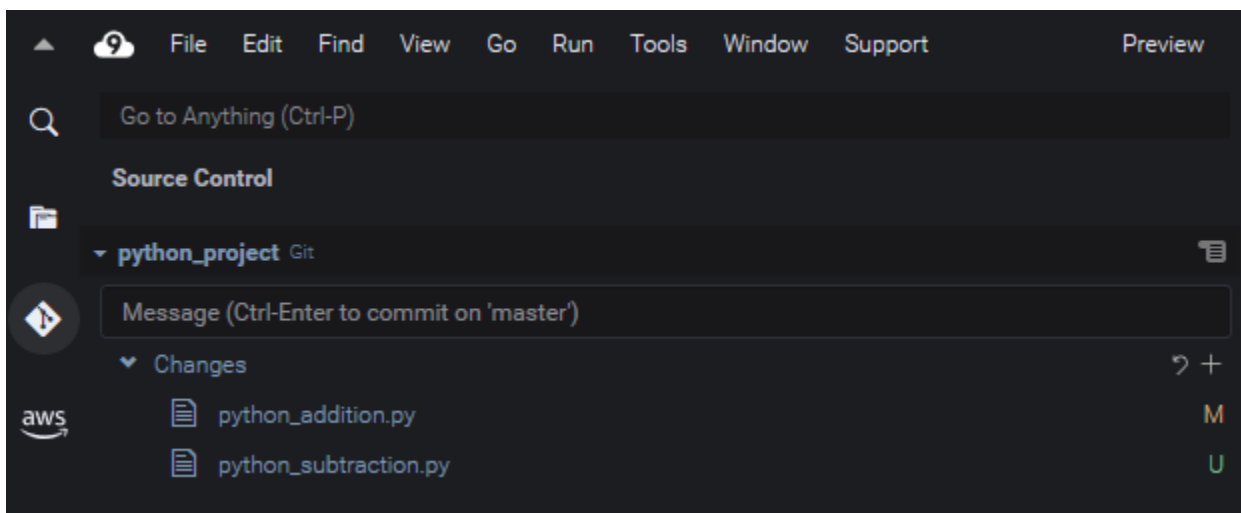 9 File Edit Find View Go Run Tools Window Support Preview
Go to Anything (Ctrl-P)
Source Control
python_project Git
Message (Ctrl-Enter to commit on 'master')
Changes
aws python_addition.py M
python_subtraction.py U